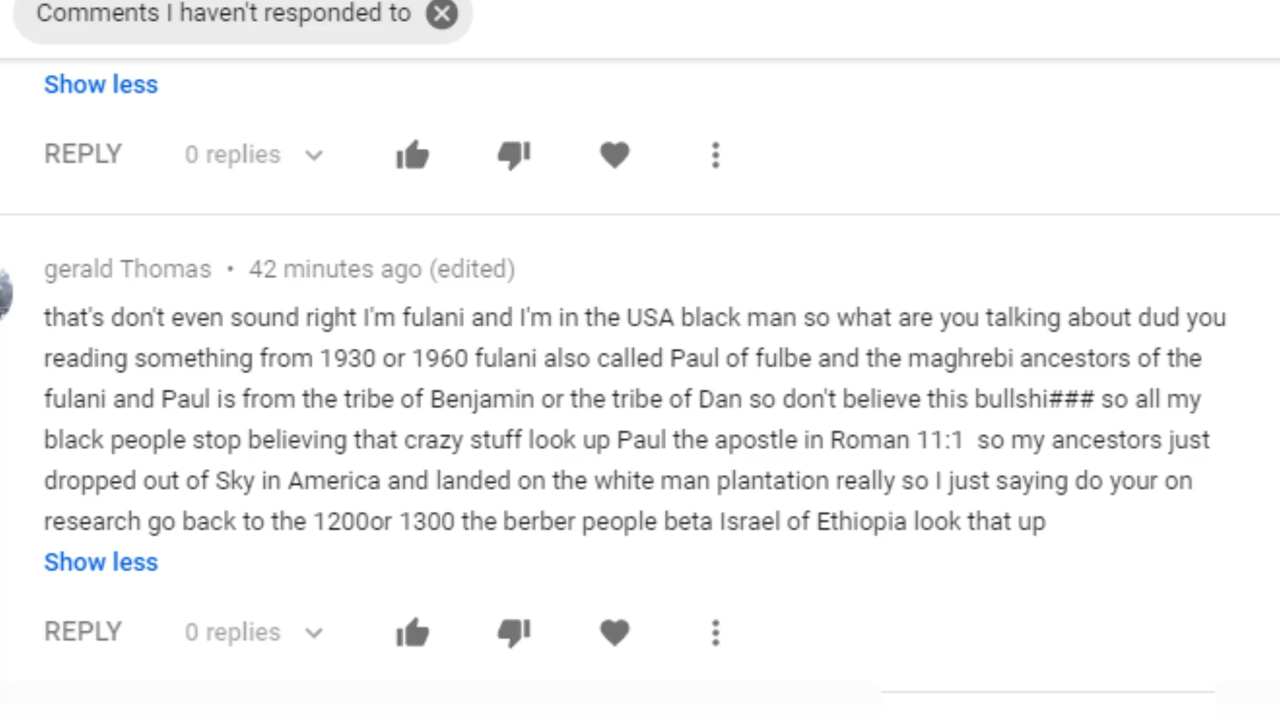 Comments I haven't responded to
Show less
REPLY 0 replies
gerald Thomas • 42 minutes ago (edited)
that's don't even sound right I'm fulani and I'm in the USA black man so what are you talking about dud you
reading something from 1930 or 1960 fulani also called Paul of fulbe and the maghrebi ancestors of the
fulani and Paul is from the tribe of Benjamin or the tribe of Dan so don't believe this bullshi### so all my
black people stop believing that crazy stuff look up Paul the apostle in Roman 11:1  so my ancestors just
dropped out of Sky in America and landed on the white man plantation really so I just saying do your on
research go back to the 1200or 1300 the berber people beta Israel of Ethiopia look that up
Show less
REPLY 0 replies